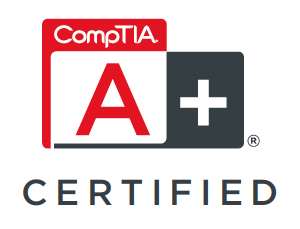 CompTIA.
A+
®
CERTIFIED